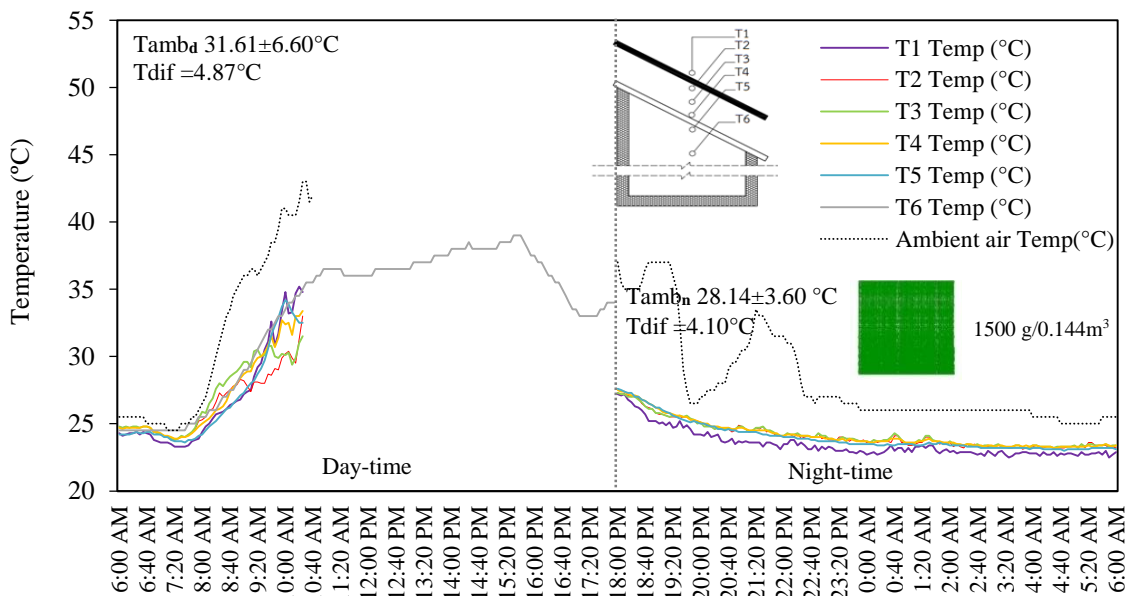 55
50
45
40
35
30
25
20
Temperature (°C)
Tambd 31.61±6.60°C
Tdif =4.87°C
T1
T2
T3
T4
T5
T6
T1 Temp (°C)
T2 Temp (°C)
T3 Temp (°C)
T4 Temp (°C)
T5 Temp (°C)
T6 Temp (°C)
Ambient air Temp(°C)
Tambn 28.14±3.60 °C
Tdif =4.10°C
1500 g/0.144m³
Day-time
Night-time
6:00 AM
6:40 AM
7:20 AM
8:00 AM
8:40 AM
9:20 AM
0:00 AM
0:40 AM
1:20 AM
12:00 PM
12:40 PM
13:20 PM
14:00 PM
14:40 PM
15:20 PM
16:00 PM
16:40 PM
17:20 PM
18:00 PM
18:40 PM
19:20 PM
20:00 PM
20:40 PM
21:20 PM
22:00 PM
22:40 PM
23:20 PM
0:00 AM
0:40 AM
1:20 AM
2:00 AM
2:40 AM
3:20 AM
4:00 AM
4:40 AM
5:20 AM
6:00 AM